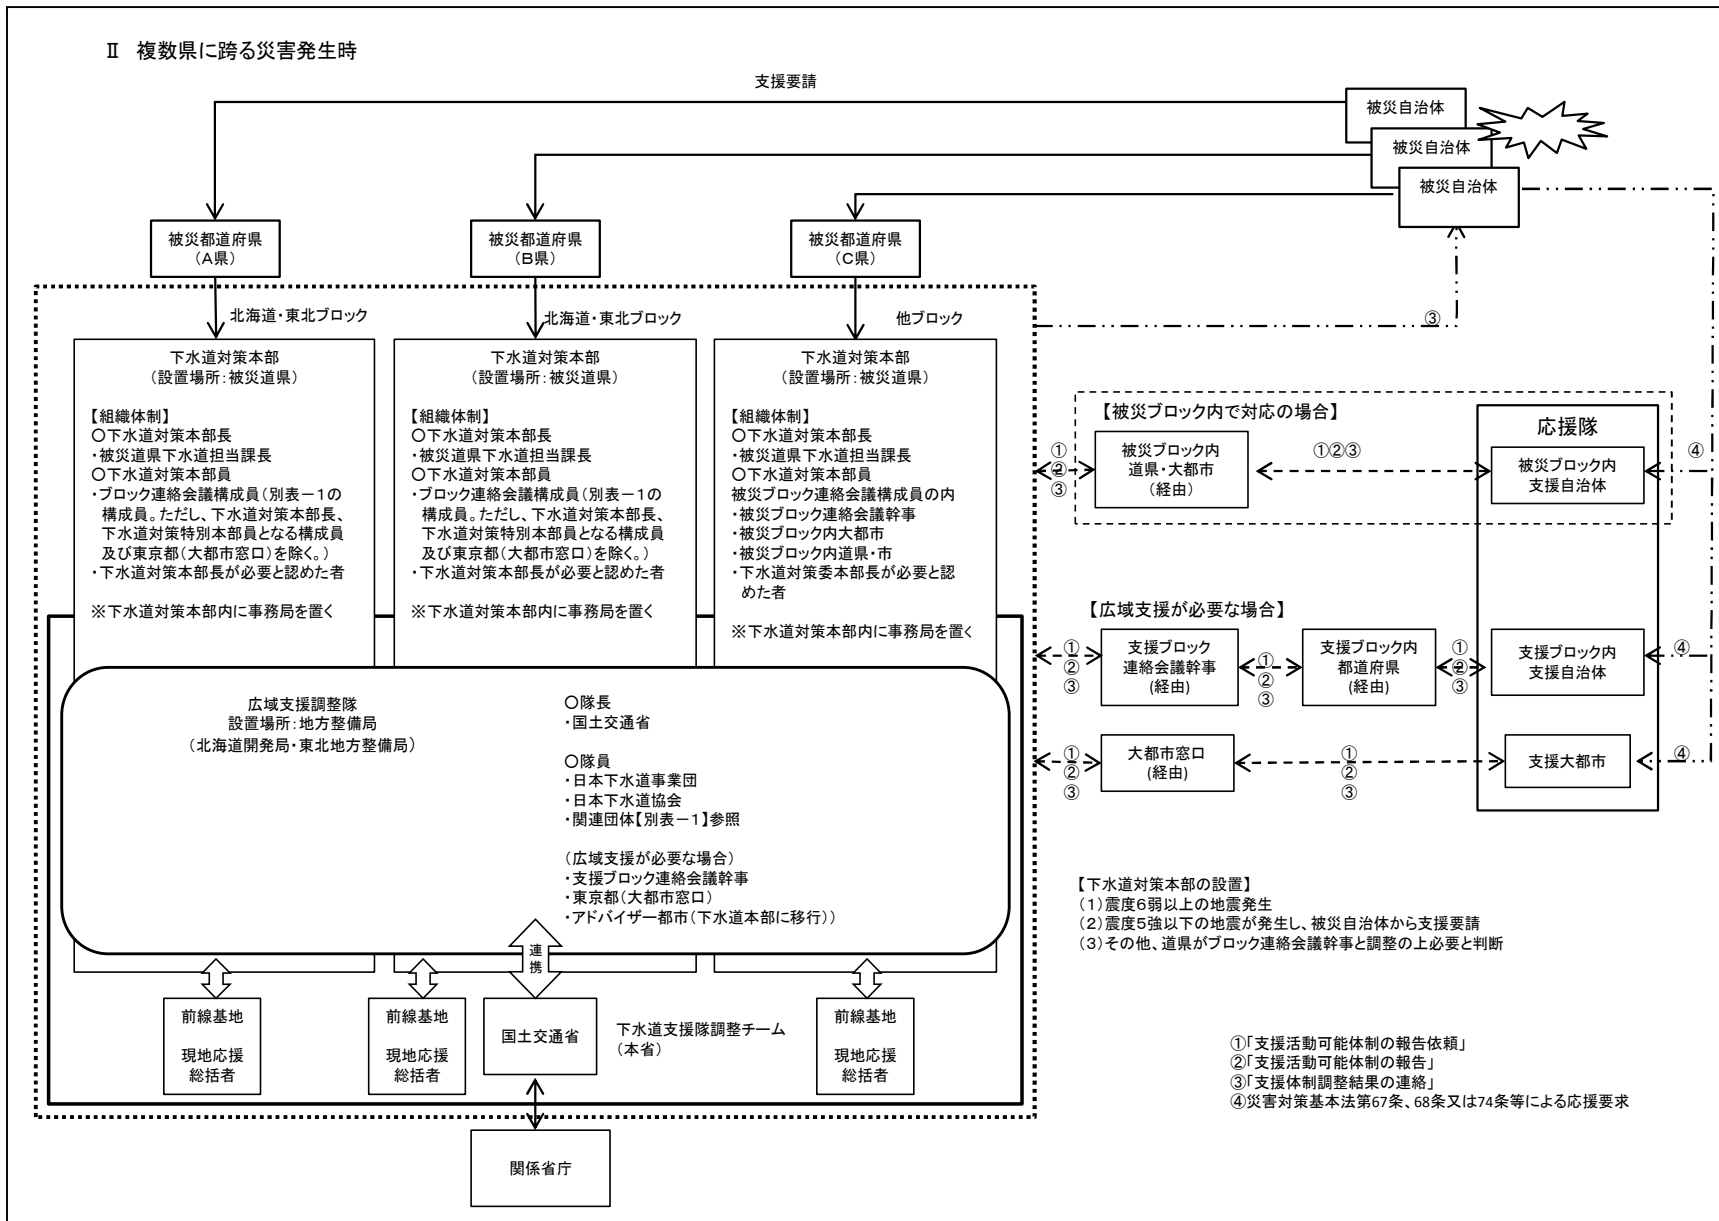 Ⅱ 複数県に跨る災害発生時
支援要請
被災自治体
被災自治体
被災自治体
被災都道府県
（A県）
被災都道府県
（B県）
被災都道府県
（C県）
北海道・東北ブロック
北海道・東北ブロック
他ブロック
③
下水道対策本部
（設置場所：被災道県）
【組織体制】
○下水道対策本部長
・被災道県下水道担当課長
○下水道対策本部員
・ブロック連絡会議構成員（別表－1の
構成員。ただし、下水道対策本部長、
下水道対策特別本部員となる構成員
及び東京都（大都市窓口）を除く。）
・下水道対策本部長が必要と認めた者
※下水道対策本部内に事務局を置く
下水道対策本部
（設置場所：被災道県）
【組織体制】
○下水道対策本部長
・被災道県下水道担当課長
○下水道対策本部員
・ブロック連絡会議構成員（別表－1の
構成員。ただし、下水道対策本部長、
下水道対策特別本部員となる構成員
及び東京都（大都市窓口）を除く。）
・下水道対策本部長が必要と認めた者
※下水道対策本部内に事務局を置く
下水道対策本部
（設置場所：被災道県）
【組織体制】
○下水道対策本部長
・被災道県下水道担当課長
○下水道対策本部員
被災ブロック連絡会議構成員の内
・被災ブロック連絡会議幹事
・被災ブロック内大都市
・被災ブロック内道県・市
・下水道対策委本部長が必要と認
めた者
※下水道対策本部内に事務局を置く
【被災ブロック内で対応の場合】
①
②
③
被災ブロック内
道県・大都市
（経由）
①②③
応援隊
被災ブロック内
支援自治体
④
【広域支援が必要な場合】
①
②
③
支援ブロック
連絡会議幹事
(経由)
①
②
③
支援ブロック内
都道府県
(経由)
①
②
③
支援ブロック内
支援自治体
④
①
②
③
大都市窓口
(経由)
①
②
③
支援大都市
④
広域支援調整隊
設置場所：地方整備局
（北海道開発局・東北地方整備局）
○隊長
・国土交通省
○隊員
・日本下水道事業団
・日本下水道協会
・関連団体【別表－1】参照
（広域支援が必要な場合）
・支援ブロック連絡会議幹事
・東京都（大都市窓口）
・アドバイザー都市（下水道本部に移行））
連
携
前線基地
現地応援
総括者
前線基地
現地応援
総括者
国土交通省
下水道支援隊調整チーム
（本省）
前線基地
現地応援
総括者
関係省庁
【下水道対策本部の設置】
（1）震度6弱以上の地震発生
（2）震度5強以下の地震が発生し、被災自治体から支援要請
（3）その他、道県がブロック連絡会議幹事と調整の上必要と判断
①「支援活動可能体制の報告依頼」
②「支援活動可能体制の報告」
③「支援体制調整結果の連絡」
④災害対策基本法第67条、68条又は74条等による応援要求